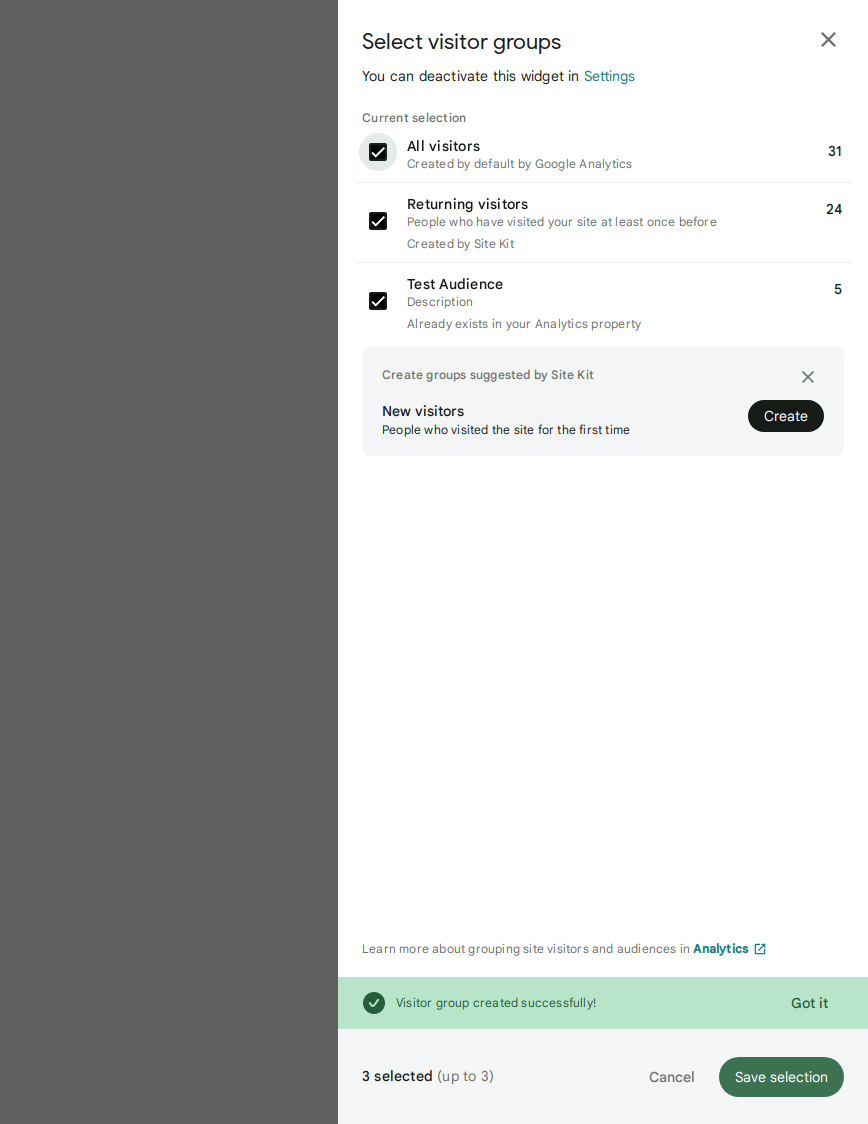 Select visitor groups
You can deactivate this widget in Settings
Current selection
All visitors
31
Created by default by Google Analytics
Returning visitors
24
People who have visited your site at least once before
Created by Site Kit
Test Audience
5
Description
Already exists in your Analytics property
Create groups suggested by Site Kit
New visitors
Create
People who visited the site for the first time
Learn more about grouping site visitors and audiences in Analytics
Visitor group created successfully!
Got it
3 selected (up to 3)
Cancel
Save selection